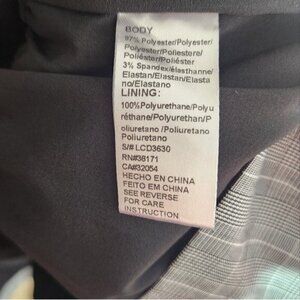 BODY
97% Polyester/Polyester/
Polyester/Poliestere/
Poliéster/Poliéster
3% Spandex/élasthanne/
Elastan/Elastan/Elasta
no/Elastano
LINING:
100%Polyurethane/Polyu
réthane/Polyurethan/P
oliuretano /Poliuretano
Poliuretano
S/# LCD3630
RN#38171
CA#32054
HECHO EN CHINA
FEITO EM CHINA
SEE REVERSE
FOR CARE
INSTRUCTION